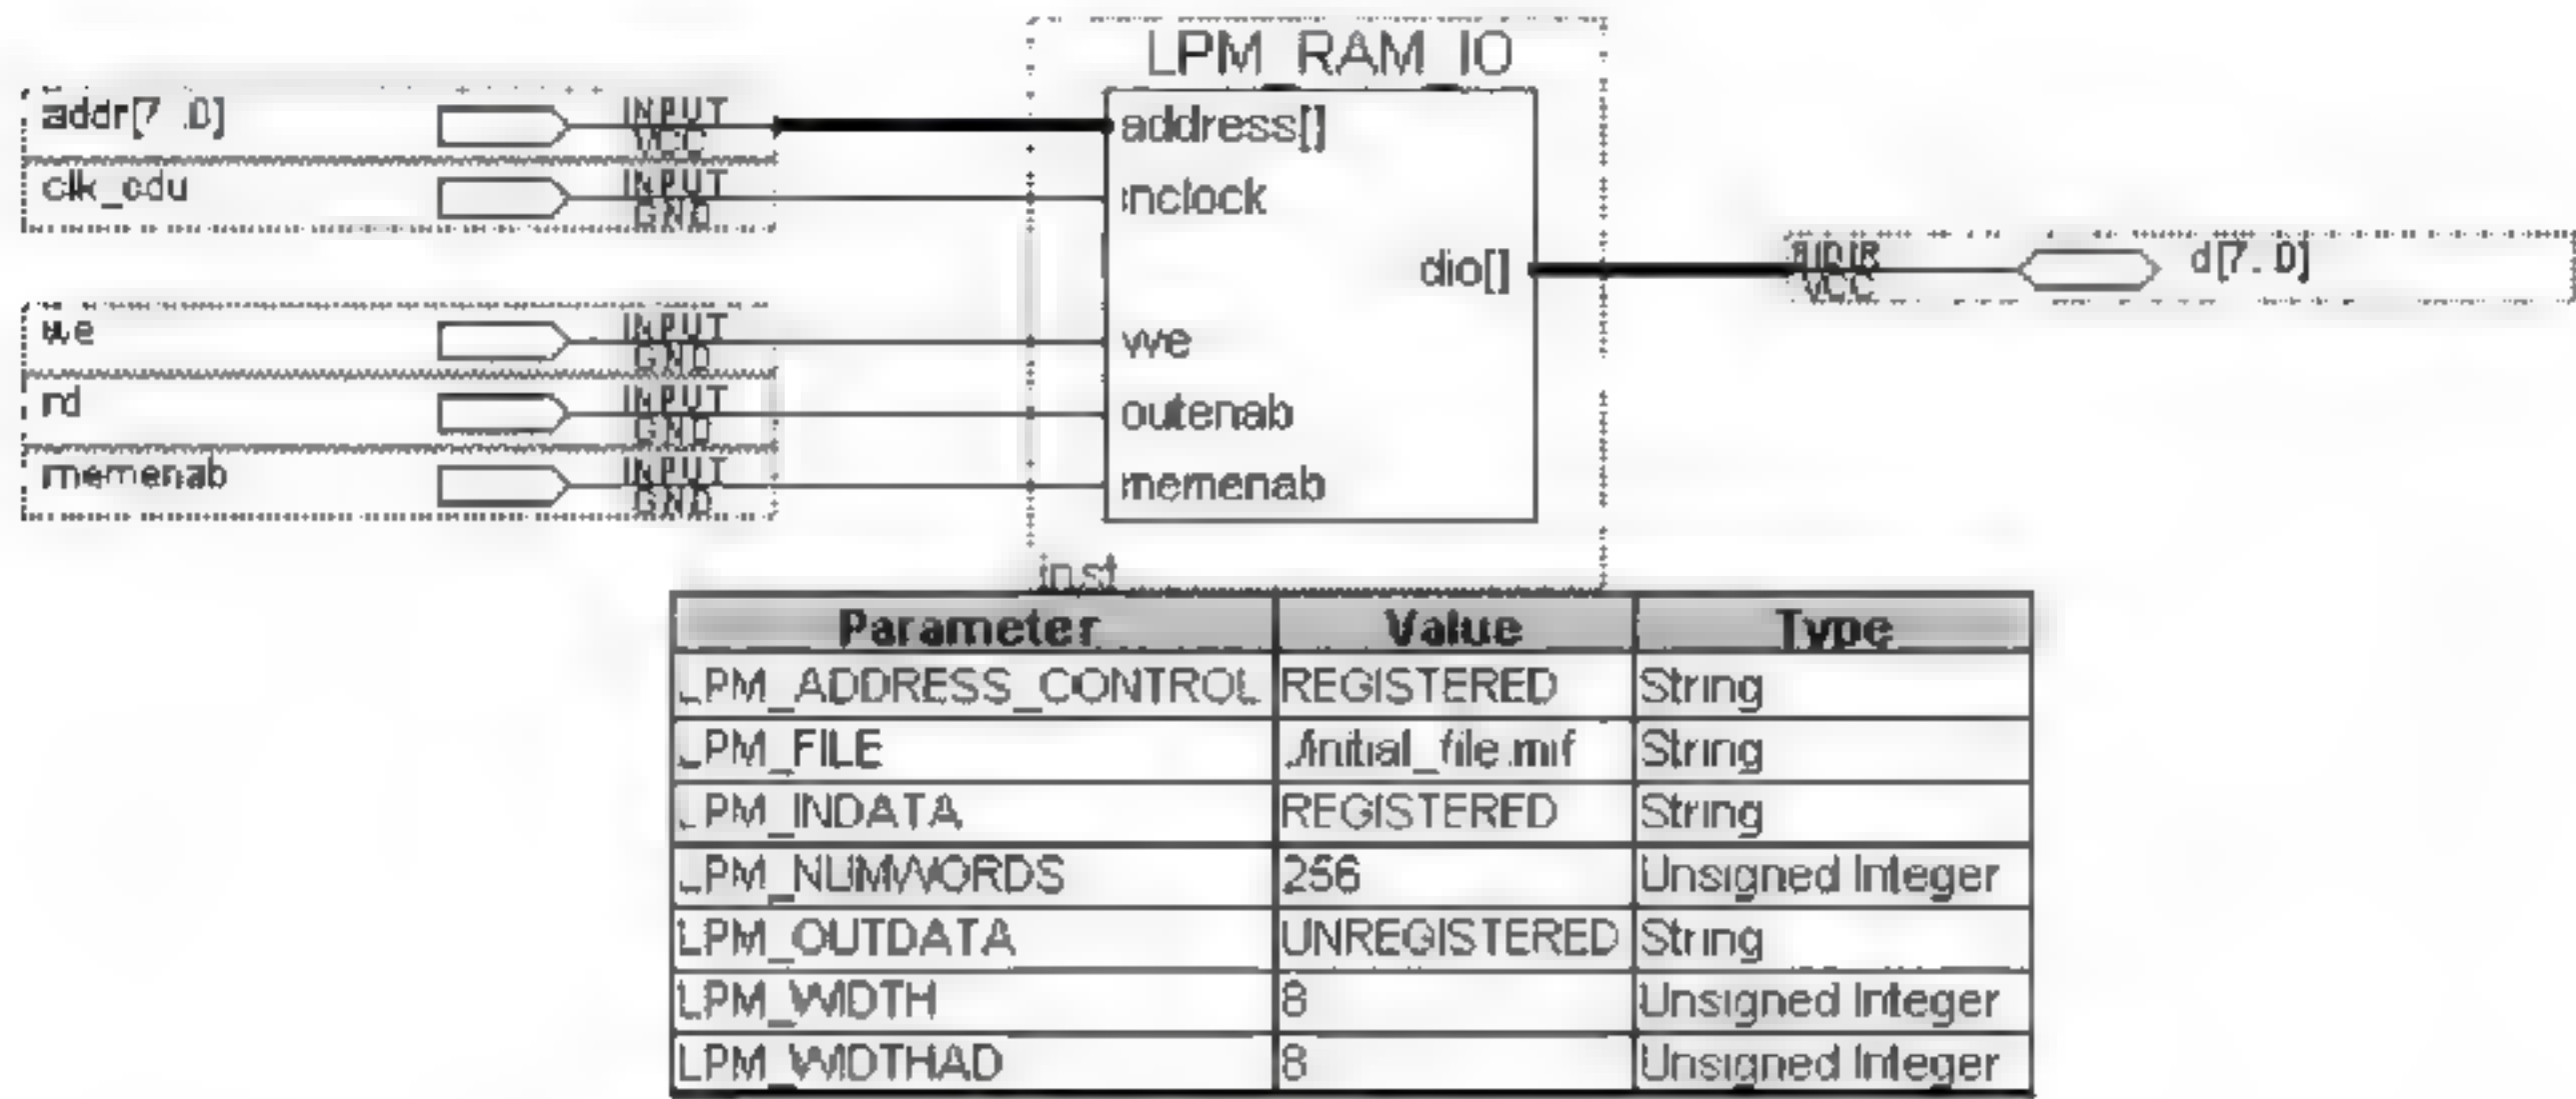 LPM_RAM_IO
addr[7..0] INPUT VCC address[]
clk_cdu INPUT GND inclock
dio[] BIDIR VCC d[7..0]
we INPUT GND we
rd INPUT GND outenab
memenab INPUT GND memenab
inst
Parameter Value Type
LPM_ADDRESS_CONTROL REGISTERED String
LPM_FILE ./initial_file.mif String
LPM_INDATA REGISTERED String
LPM_NUMWORDS 256 Unsigned Integer
LPM_OUTDATA UNREGISTERED String
LPM_WIDTH 8 Unsigned Integer
LPM_WIDTHAD 8 Unsigned Integer